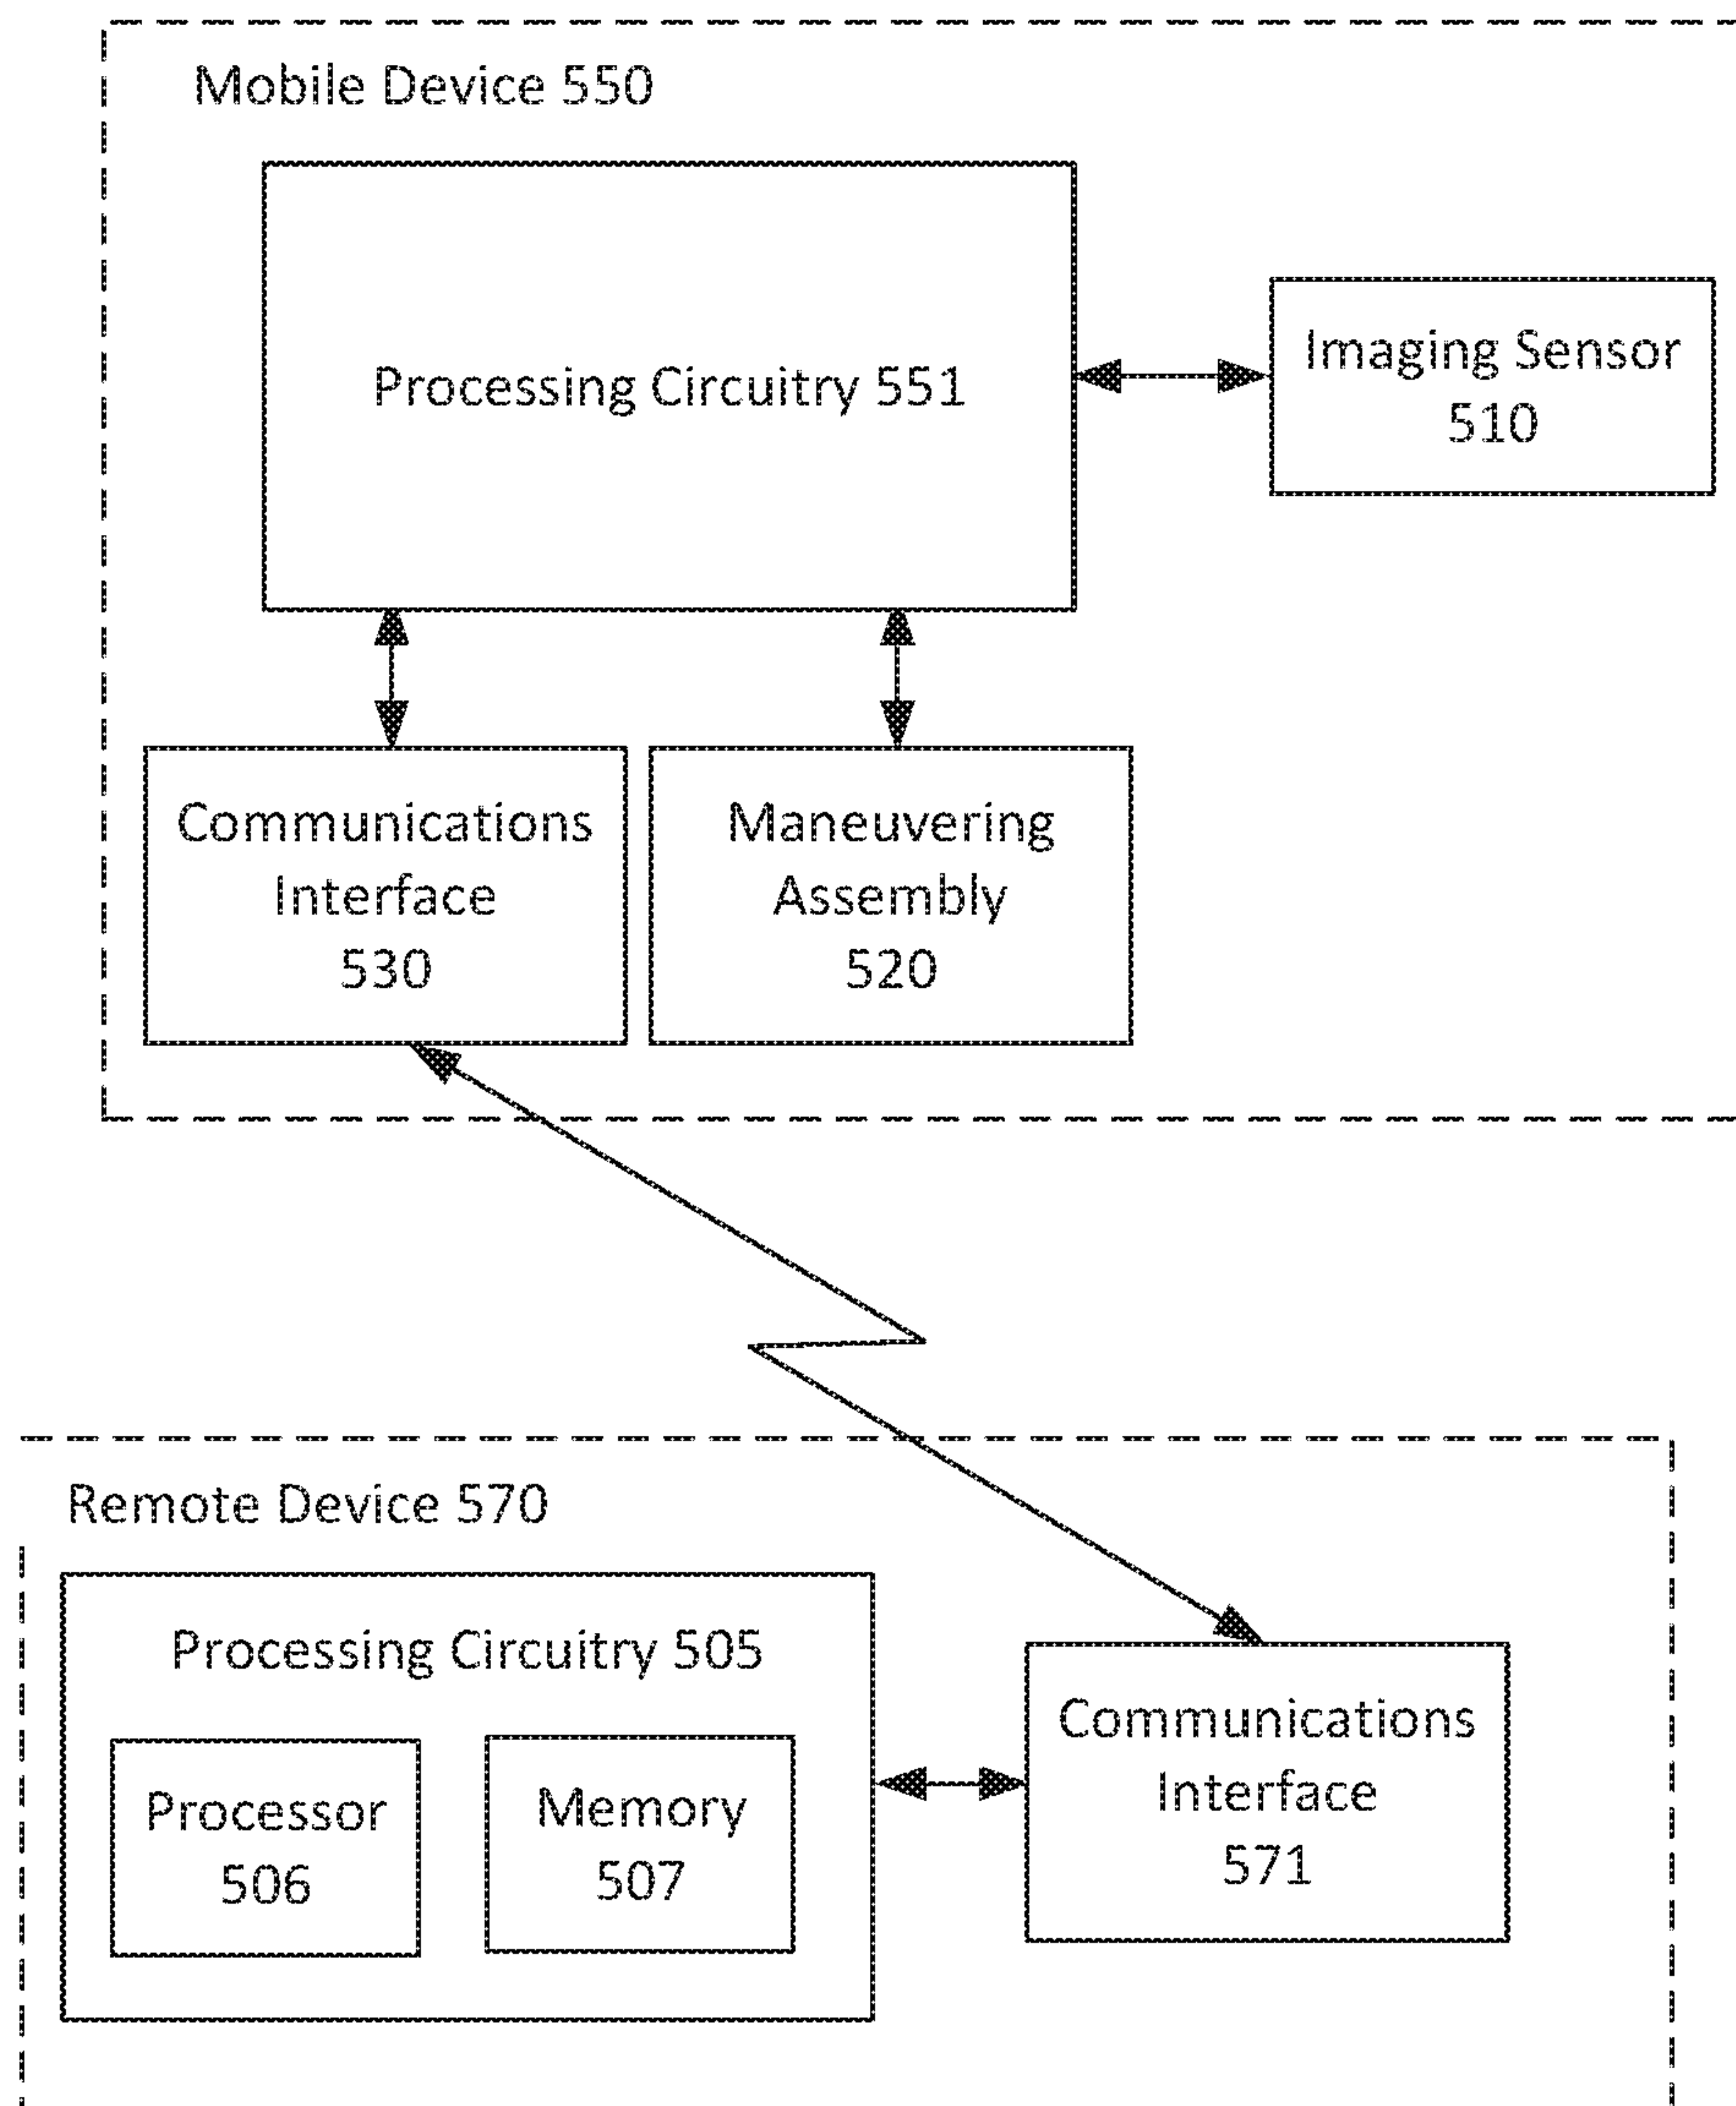 Mobile Device 550
Processing Circuitry 551
Imaging Sensor
510
Communications
Interface
530
Maneuvering
Assembly
520
Remote Device 570
Processing Circuitry 505
Processor
506
Memory
507
Communications
Interface
571